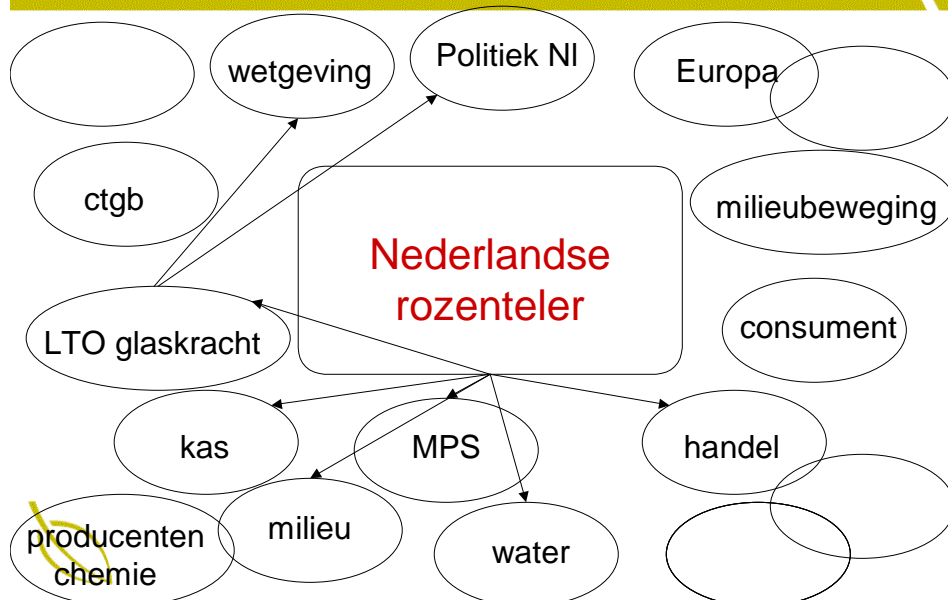 wetgeving
Politiek Nl
Europa
ctgb
milieubeweging
Nederlandse
rozenteler
LTO glaskracht
consument
kas
MPS
handel
producenten
chemie
milieu
water